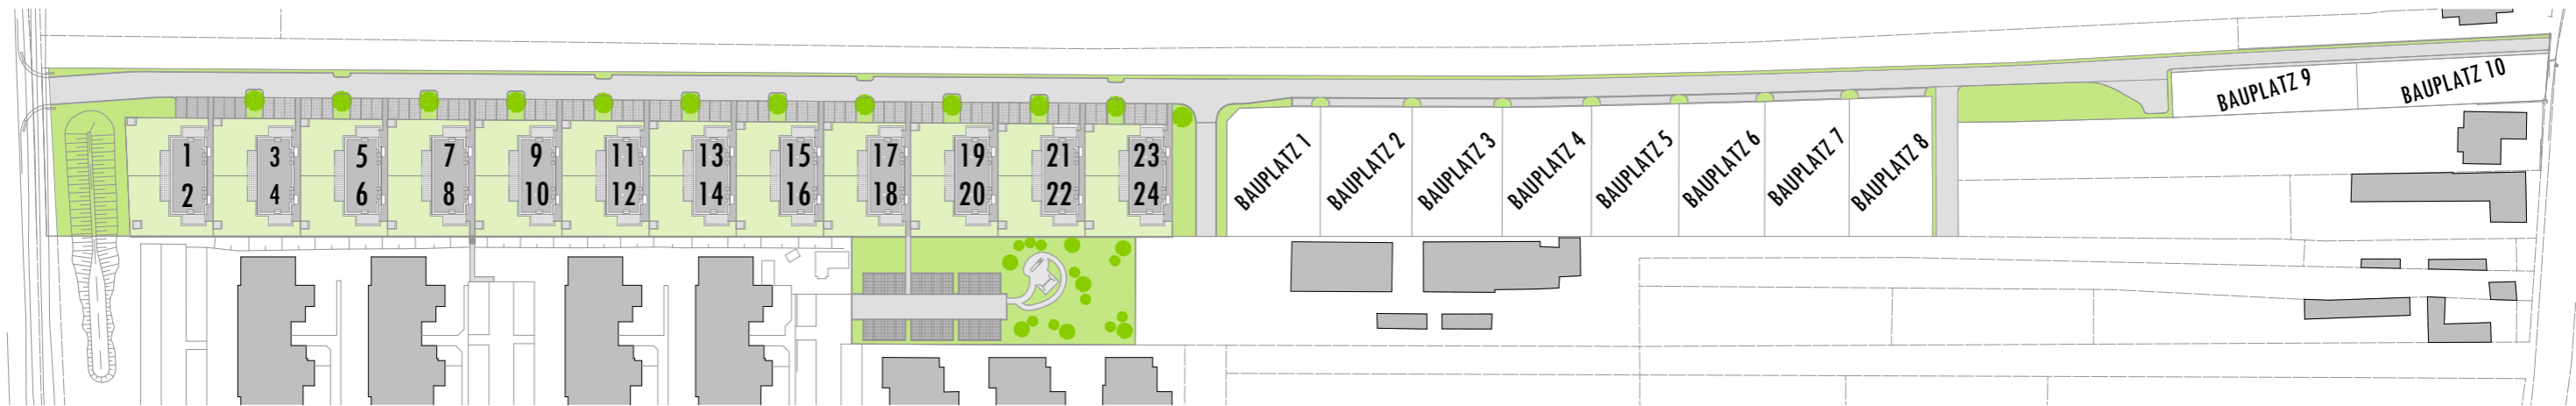 1 3 5 7 9 11 13 15 17 19 21 23
2 4 6 8 10 12 14 16 18 20 22 24
BAUPLATZ 1
BAUPLATZ 2
BAUPLATZ 3
BAUPLATZ 4
BAUPLATZ 5
BAUPLATZ 6
BAUPLATZ 7
BAUPLATZ 8
BAUPLATZ 9
BAUPLATZ 10